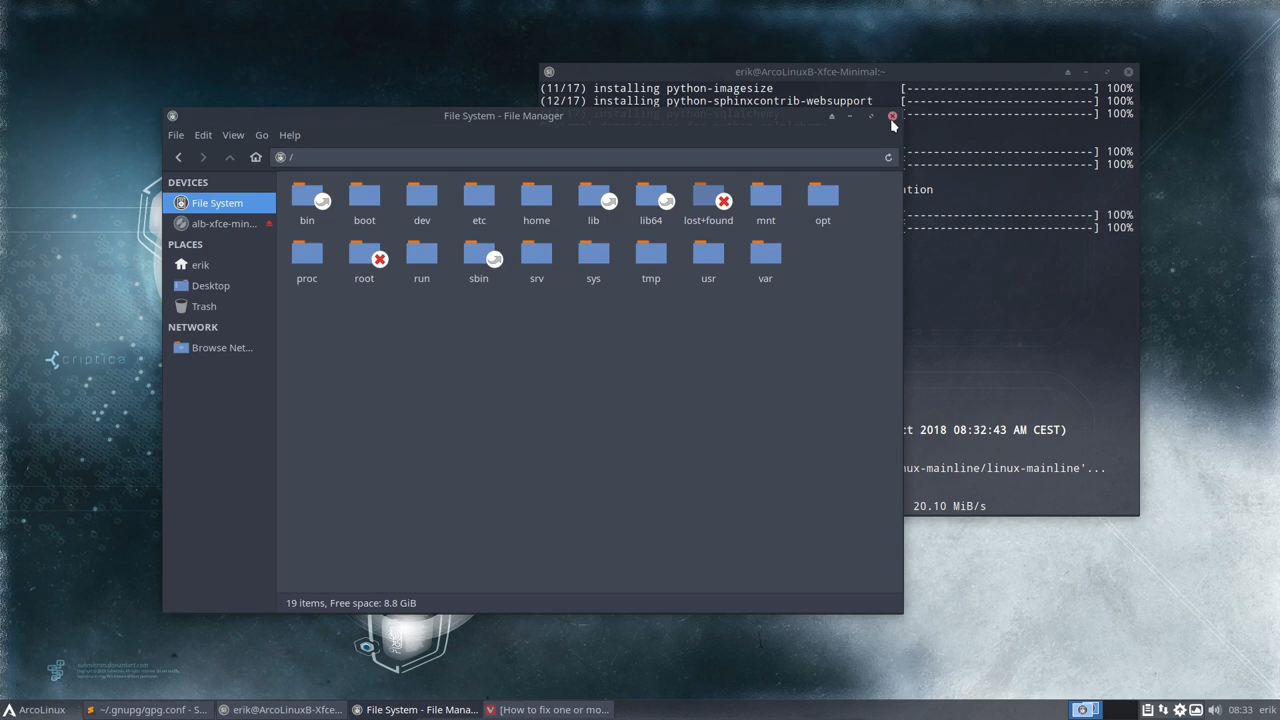 erik@ArcoLinuxB-Xfce-Minimal:~
(11/17) installing python-imagesize [----------------------------] 100%
(12/17) installing python-sphinxcontrib-websupport [----------------------------] 100%
----------------------------] 100%
----------------------------] 100%
----------------------------] 100%
ntion
----------------------------] 100%
----------------------------] 100%
ct 2018 08:32:43 AM CEST)
nux-mainline/linux-mainline'...
20.10 MiB/s
File System - File Manager
File Edit View Go Help
/
DEVICES
File System
alb-xfce-min...
PLACES
erik
Desktop
Trash
NETWORK
Browse Net...
bin boot dev etc home lib lib64 lost+found mnt opt
proc root run sbin srv sys tmp usr var
19 items, Free space: 8.8 GiB
criptica
ArcoLinux ~/.gnupg/gpg.conf - S... erik@ArcoLinuxB-Xfce... File System - File Mana... [How to fix one or mo... 08:33 erik